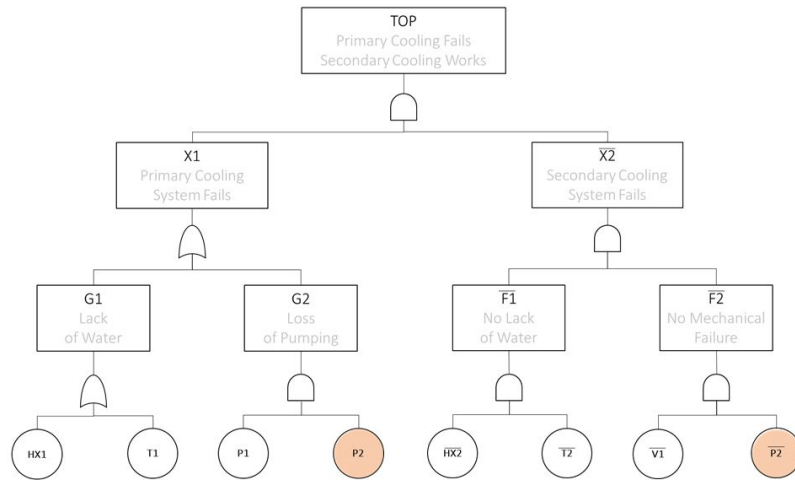 TOP
Primary Cooling Fails
Secondary Cooling Works
X1
Primary Cooling
System Fails
X̅2̅
Secondary Cooling
System Fails
G1
Lack
of Water
G2
Loss
of Pumping
F̅1̅
No Lack
of Water
F̅2̅
No Mechanical
Failure
HX1
T1
P1
P2
H̅X̅2̅
T̅2̅
V̅1̅
P̅2̅